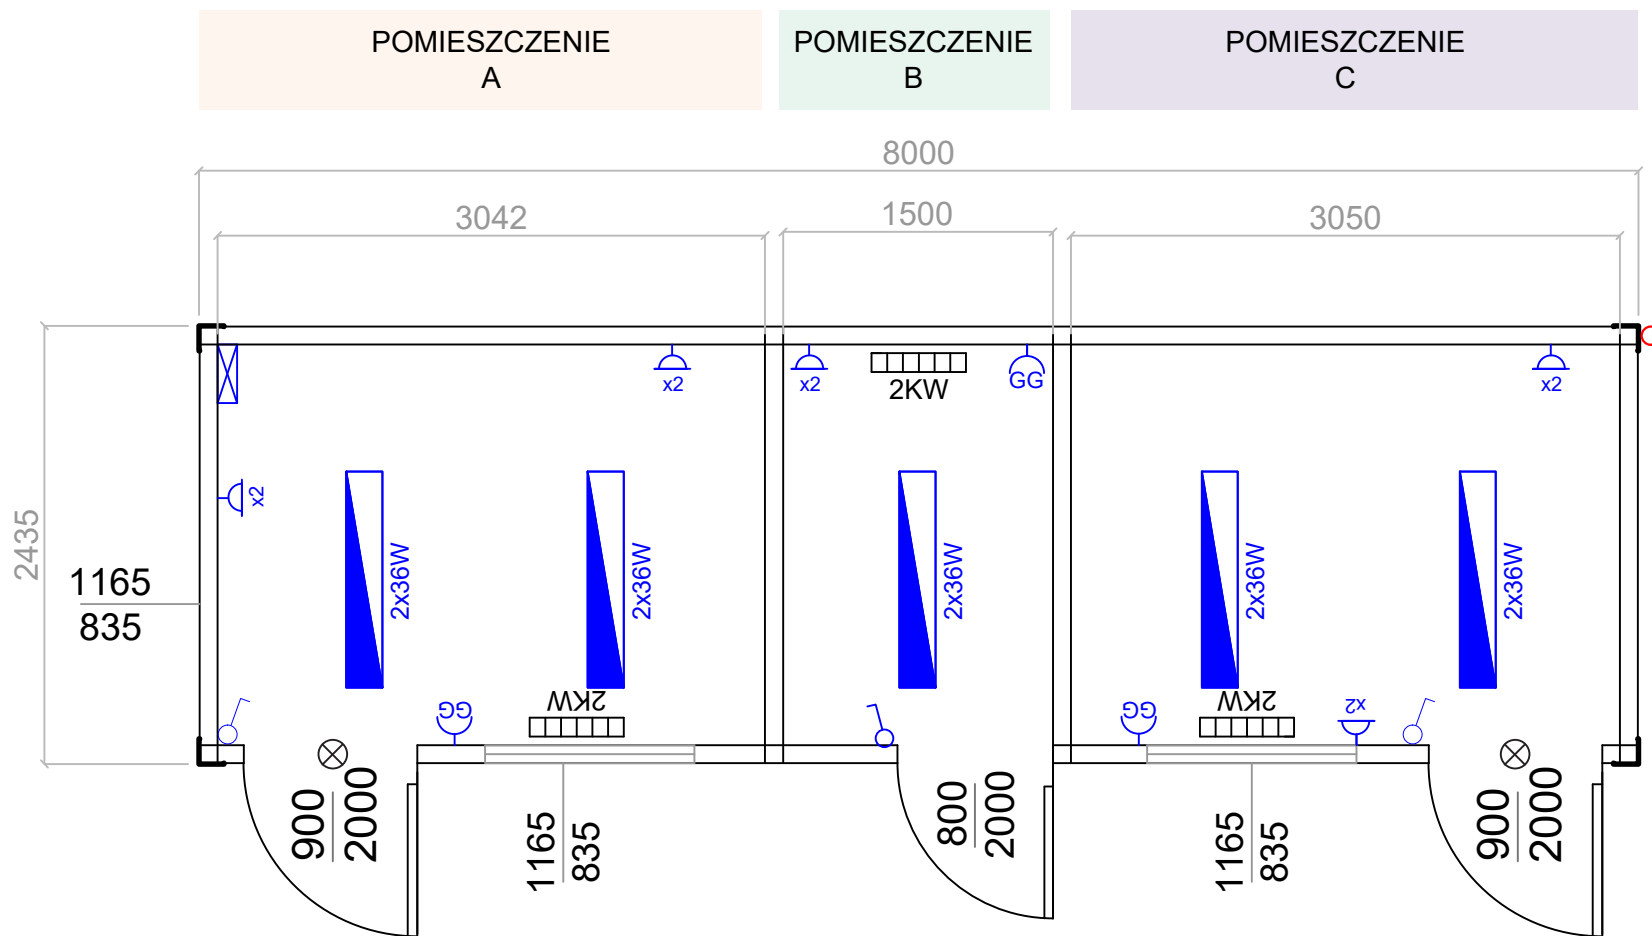 POMIESZCZENIE
A
POMIESZCZENIE
B
POMIESZCZENIE
C
8000
3042
1500
3050
2435
1165
835
x2
x2
2KW
GG
x2
x2
2x36W
2x36W
2x36W
2x36W
2x36W
GG
2KW
GG
2KW
x2
900
2000
1165
835
800
2000
1165
835
900
2000